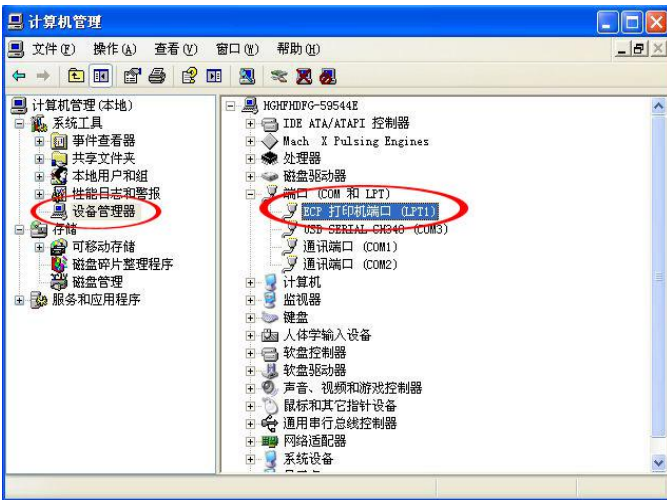 计算机管理
文件(F) 操作(A) 查看(V) 窗口(W) 帮助(H)
计算机管理(本地)
系统工具
事件查看器
共享文件夹
本地用户和组
性能日志和警报
设备管理器
存储
可移动存储
磁盘碎片整理程序
磁盘管理
服务和应用程序
HGHFHDFG-59544E
IDE ATA/ATAPI 控制器
Mach X Pulsing Engines
处理器
磁盘驱动器
端口 (COM 和 LPT)
ECP 打印机端口 (LPT1)
USB SERIAL CH340 (COM3)
通讯端口 (COM1)
通讯端口 (COM2)
计算机
监视器
键盘
人体学输入设备
软盘控制器
软盘驱动器
声音、视频和游戏控制器
鼠标和其它指针设备
通用串行总线控制器
网络适配器
系统设备